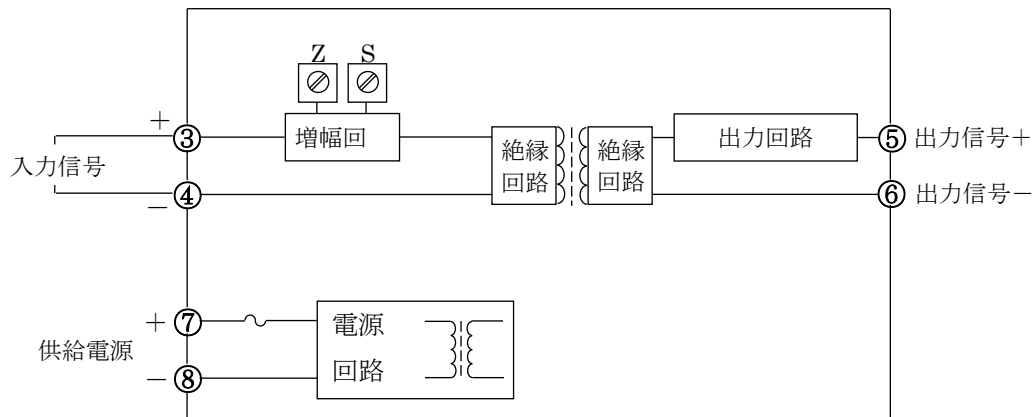 Z S
+ ③ 増幅回 出力回路 ⑤ 出力信号+
入力信号 絶縁 絶縁
回路 回路
− ④ ⑥ 出力信号−
+ ⑦ 電源
供給電源
− ⑧ 回路